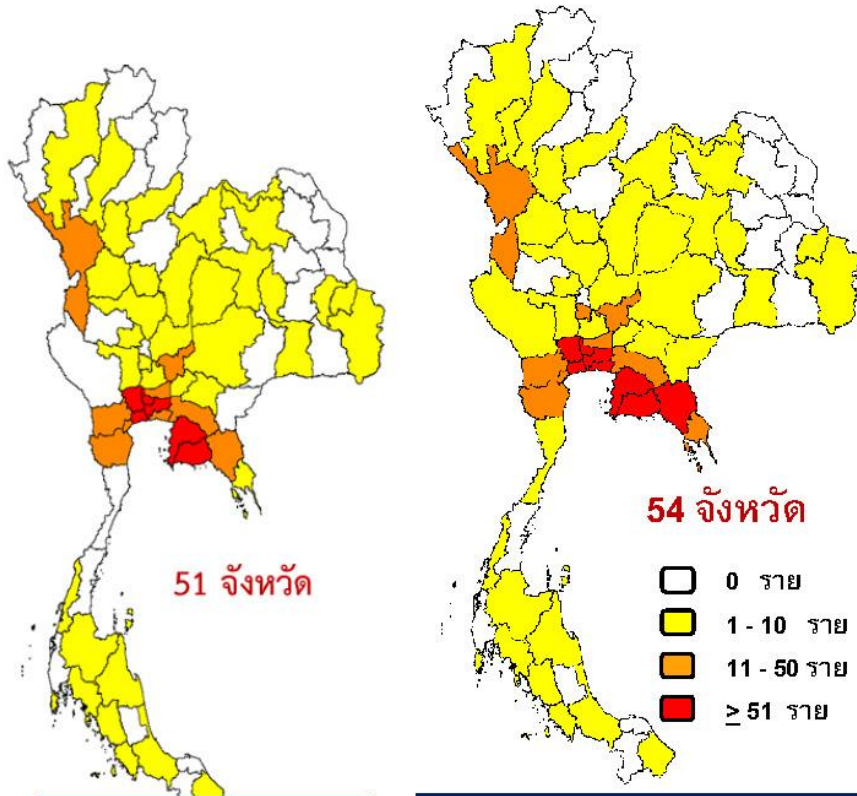 51 จังหวัด
54 จังหวัด
0 ราย
1 - 10 ราย
11 - 50 ราย
≥ 51 ราย